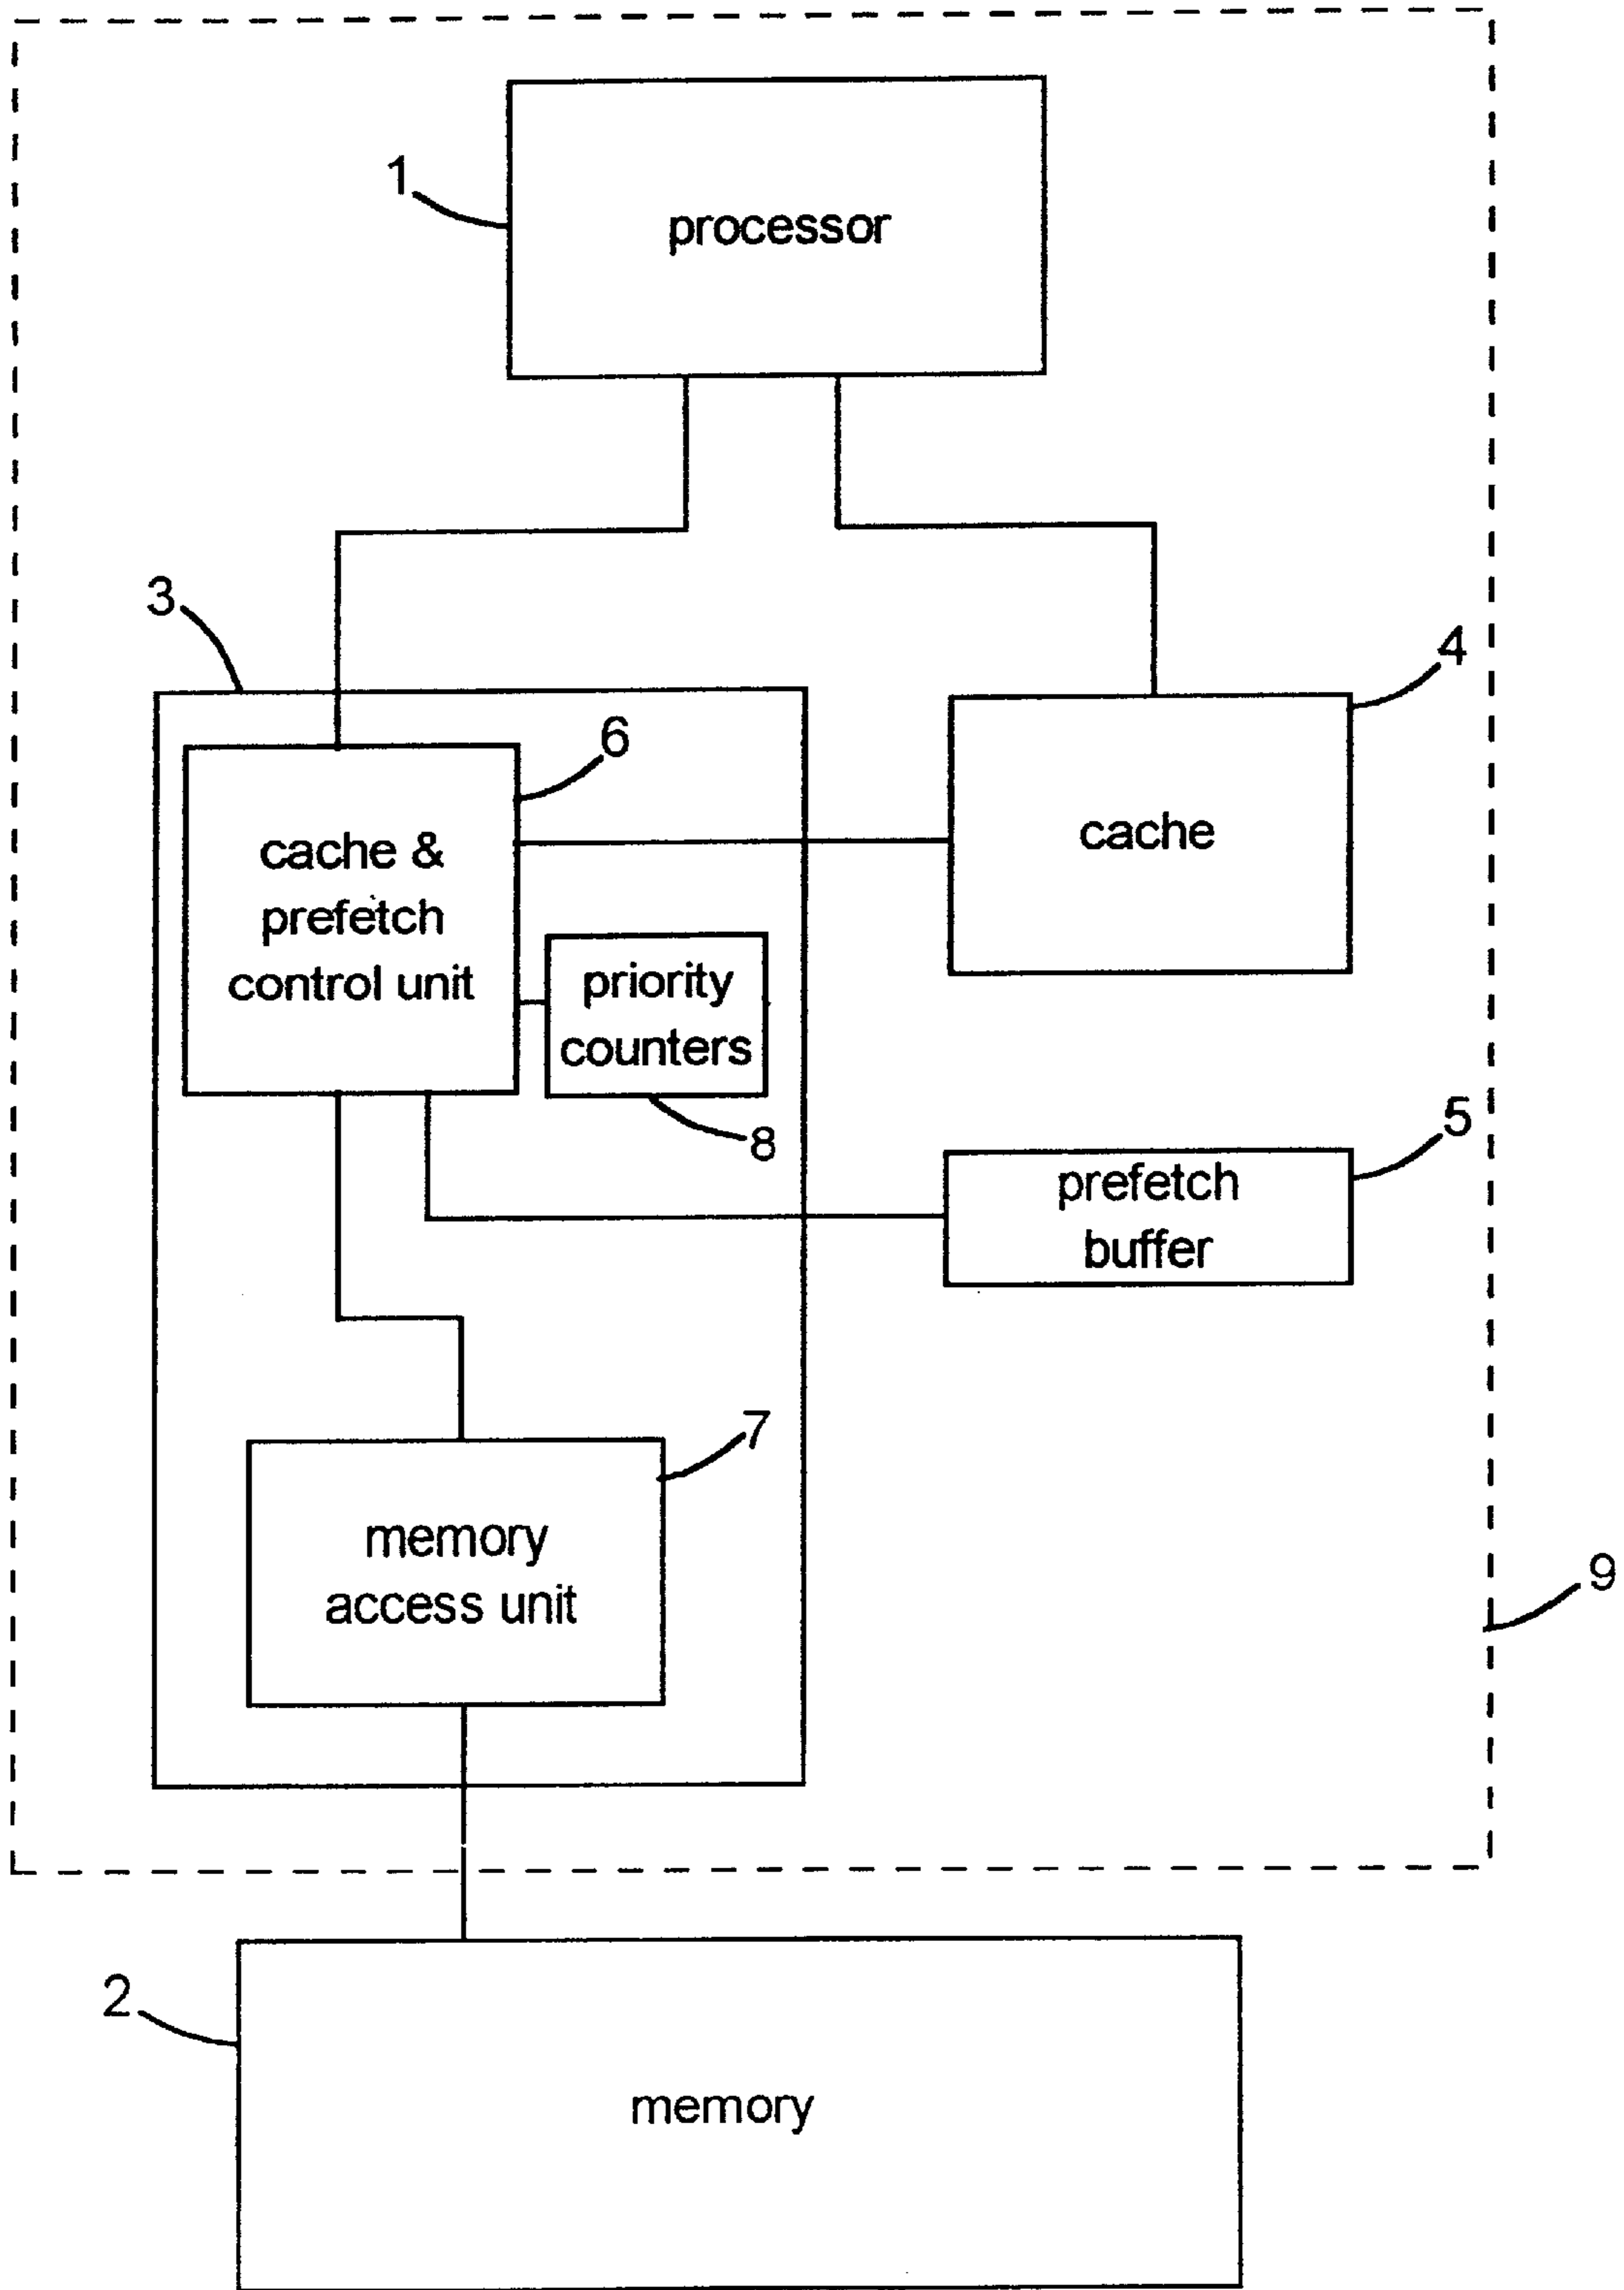 1
processor
3
4
6
cache &
prefetch
control unit
cache
priority
counters
8
5
prefetch
buffer
7
memory
access unit
9
2
memory